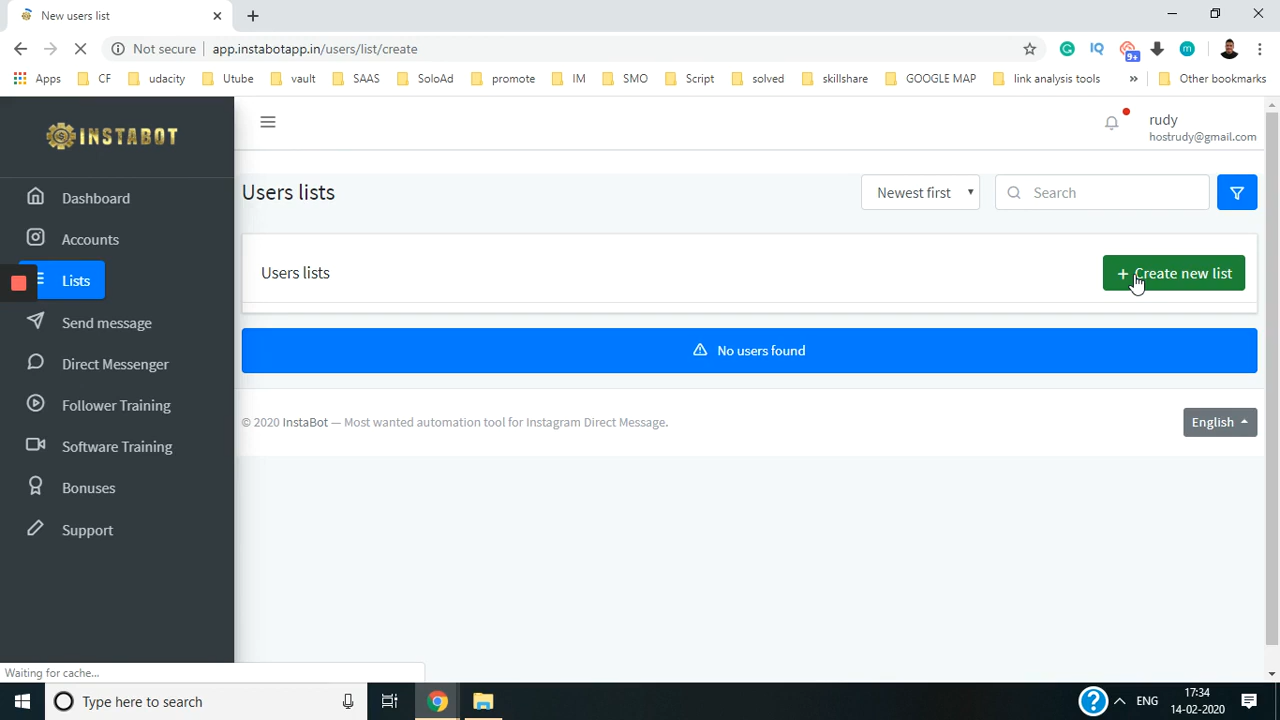 New users list
Not secure
app.instabotapp.in/users/list/create
IQ
9+
m
Apps
CF
udacity
Utube
vault
SAAS
SoloAd
promote
IM
SMO
Script
solved
skillshare
GOOGLE MAP
link analysis tools
»
Other bookmarks
INSTABOT
rudy
hostrudy@gmail.com
Dashboard
Accounts
Lists
Send message
Direct Messenger
Follower Training
Software Training
Bonuses
Support
Users lists
Newest first
Search
Users lists
+ Create new list
No users found
© 2020 InstaBot — Most wanted automation tool for Instagram Direct Message.
English
Waiting for cache...
Type here to search
?
ENG
17:34
14-02-2020